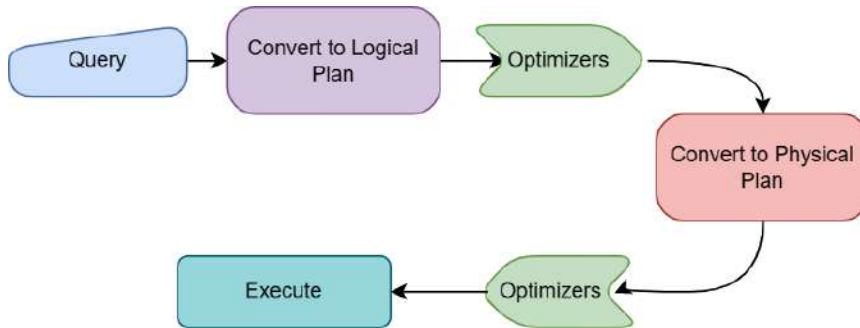 Query
Convert to Logical
Plan
Optimizers
Convert to Physical
Plan
Optimizers
Execute